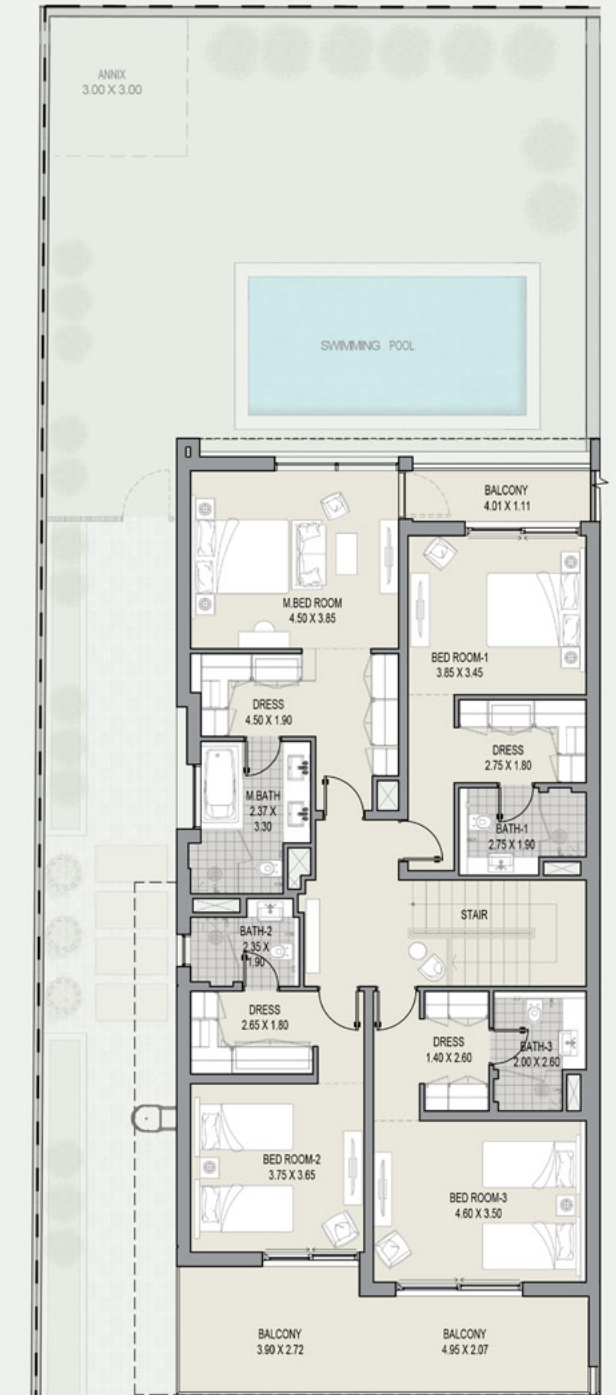 ANNIX
3.00 X 3.00
SWIMMING POOL
BALCONY
4.01 X 1.11
M.BED ROOM
4.50 X 3.85
BED ROOM-1
3.85 X 3.45
DRESS
4.50 X 1.90
DRESS
2.75 X 1.80
M.BATH
2.37 X
3.30
BATH-1
2.75 X 1.90
STAIR
BATH-2
2.35 X
1.90
DRESS
2.65 X 1.80
DRESS
1.40 X 2.60
BATH-3
2.00 X 2.60
BED ROOM-2
3.75 X 3.65
BED ROOM-3
4.60 X 3.50
BALCONY
3.90 X 2.72
BALCONY
4.95 X 2.07